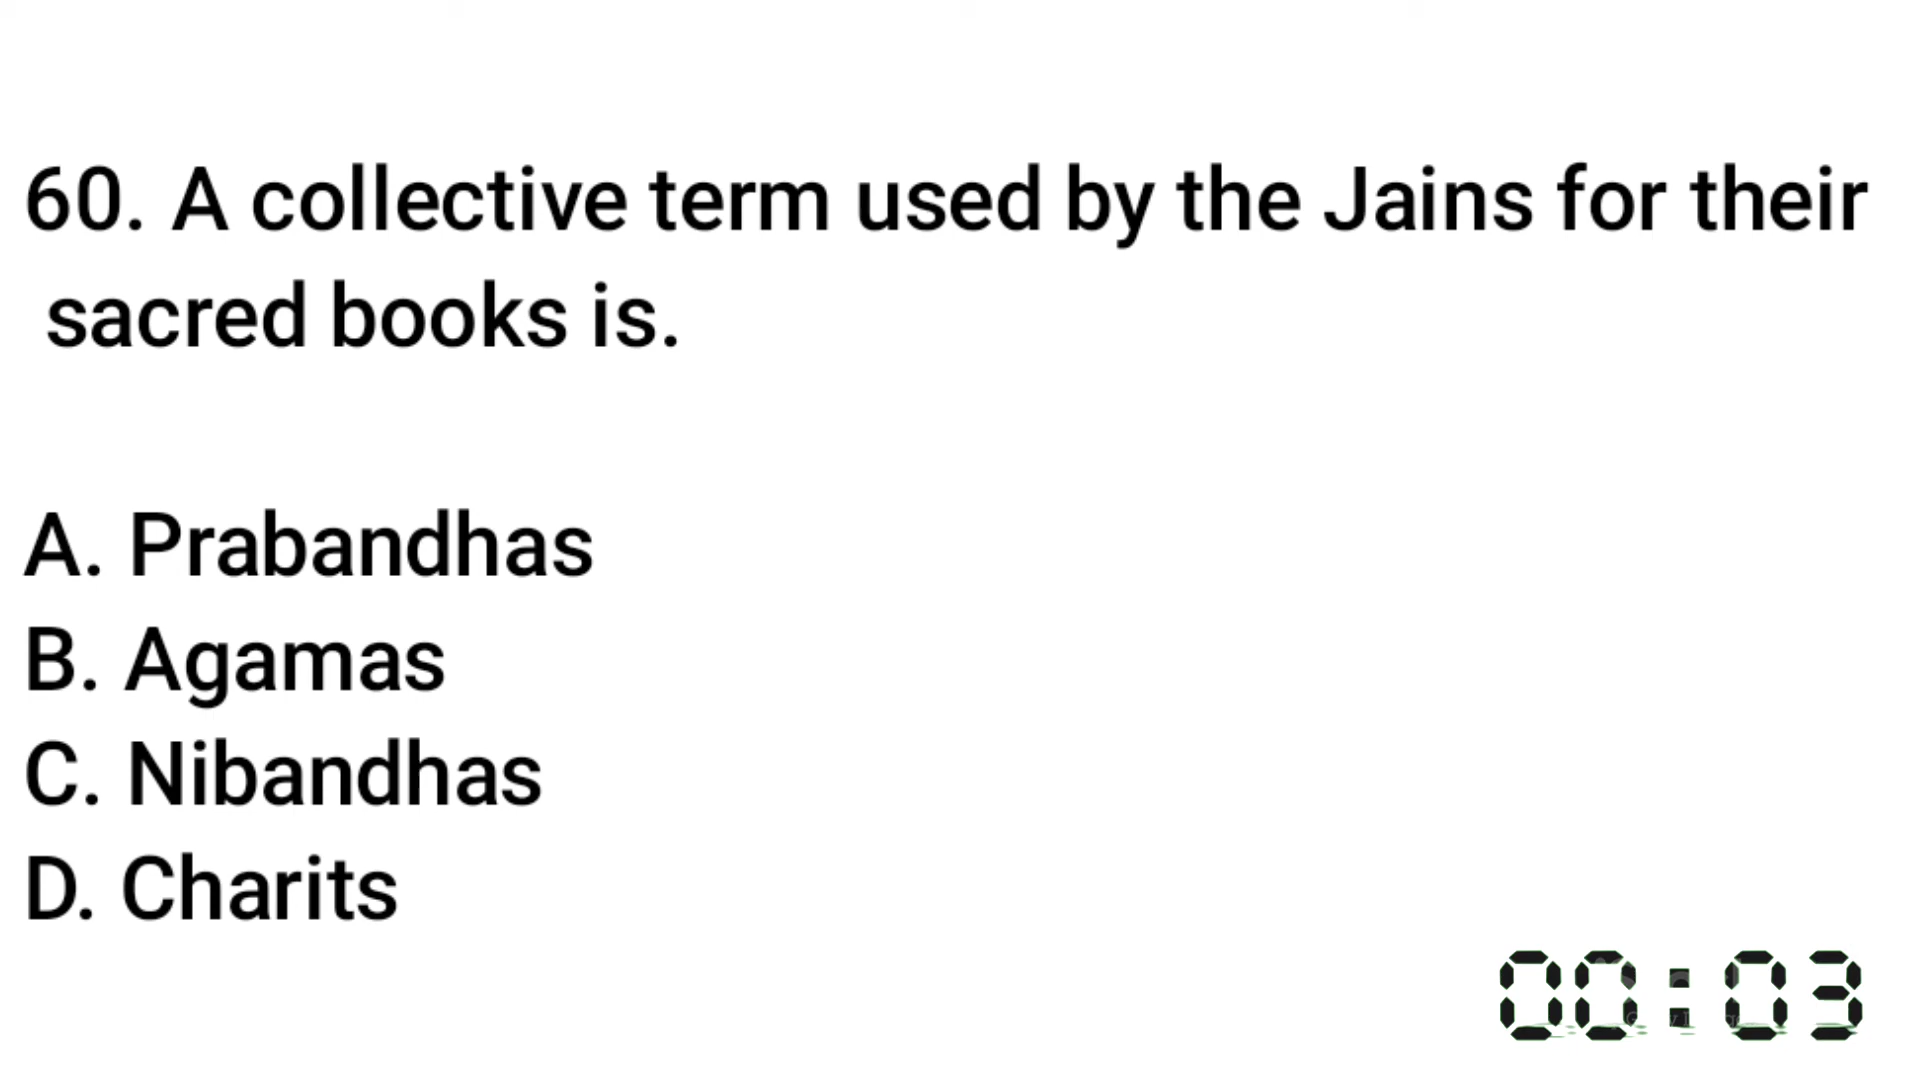 60. A collective term used by the Jains for their
sacred books is.
A. Prabandhas
B. Agamas
C. Nibandhas
D. Charits
00:03